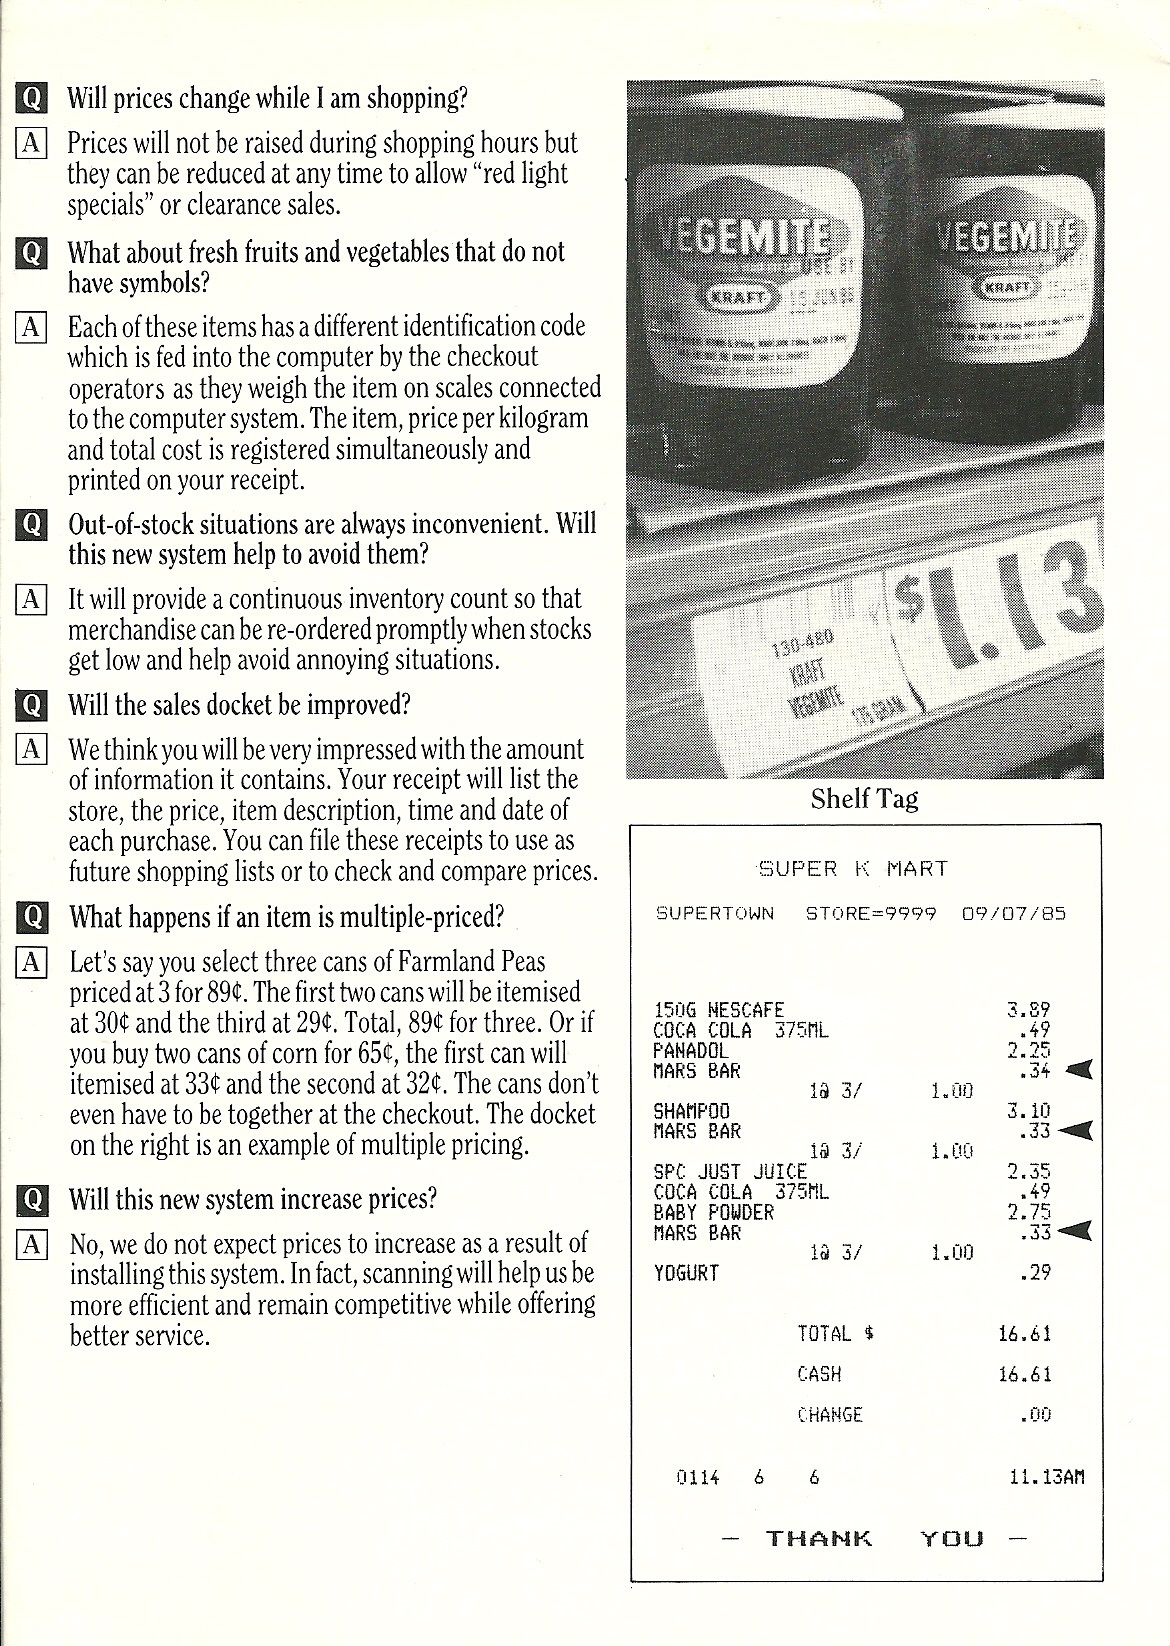 Q Will prices change while I am shopping?
A Prices will not be raised during shopping hours but
they can be reduced at any time to allow “red light
specials” or clearance sales.
Q What about fresh fruits and vegetables that do not
have symbols?
A Each of these items has a different identification code
which is fed into the computer by the checkout
operators as they weigh the item on scales connected
to the computer system. The item, price per kilogram
and total cost is registered simultaneously and
printed on your receipt.
Q Out-of-stock situations are always inconvenient. Will
this new system help to avoid them?
A It will provide a continuous inventory count so that
merchandise can be re-ordered promptly when stocks
get low and help avoid annoying situations.
Q Will the sales docket be improved?
A We think you will be very impressed with the amount
of information it contains. Your receipt will list the
store, the price, item description, time and date of
each purchase. You can file these receipts to use as
future shopping lists or to check and compare prices.
Q What happens if an item is multiple-priced?
A Let's say you select three cans of Farmland Peas
priced at 3 for 89¢. The first two cans will be itemised
at 30¢ and the third at 29¢. Total, 89¢ for three. Or if
you buy two cans of corn for 65¢, the first can will
itemised at 33¢ and the second at 32¢. The cans don't
even have to be together at the checkout. The docket
on the right is an example of multiple pricing.
Q Will this new system increase prices?
A No, we do not expect prices to increase as a result of
installing this system. In fact, scanning will help us be
more efficient and remain competitive while offering
better service.
VEGEMITE
USE BY
KRAFT 15 JUN 86
VEGEMITE
KRAFT
$1.13
130-480
KRAFT
VEGEMITE
175 GRAM
Shelf Tag
SUPER K MART
SUPERTOWN STORE=9999 09/07/85
150G NESCAFE 3.89
COCA COLA 375ML .49
PANADOL 2.25
MARS BAR .34
1@ 3/ 1.00
SHAMPOO 3.10
MARS BAR .33
1@ 3/ 1.00
SPC JUST JUICE 2.35
COCA COLA 375ML .49
BABY POWDER 2.75
MARS BAR .33
1@ 3/ 1.00
YOGURT .29
TOTAL $ 16.61
CASH 16.61
CHANGE .00
0114 6 6 11.13AM
— THANK YOU —